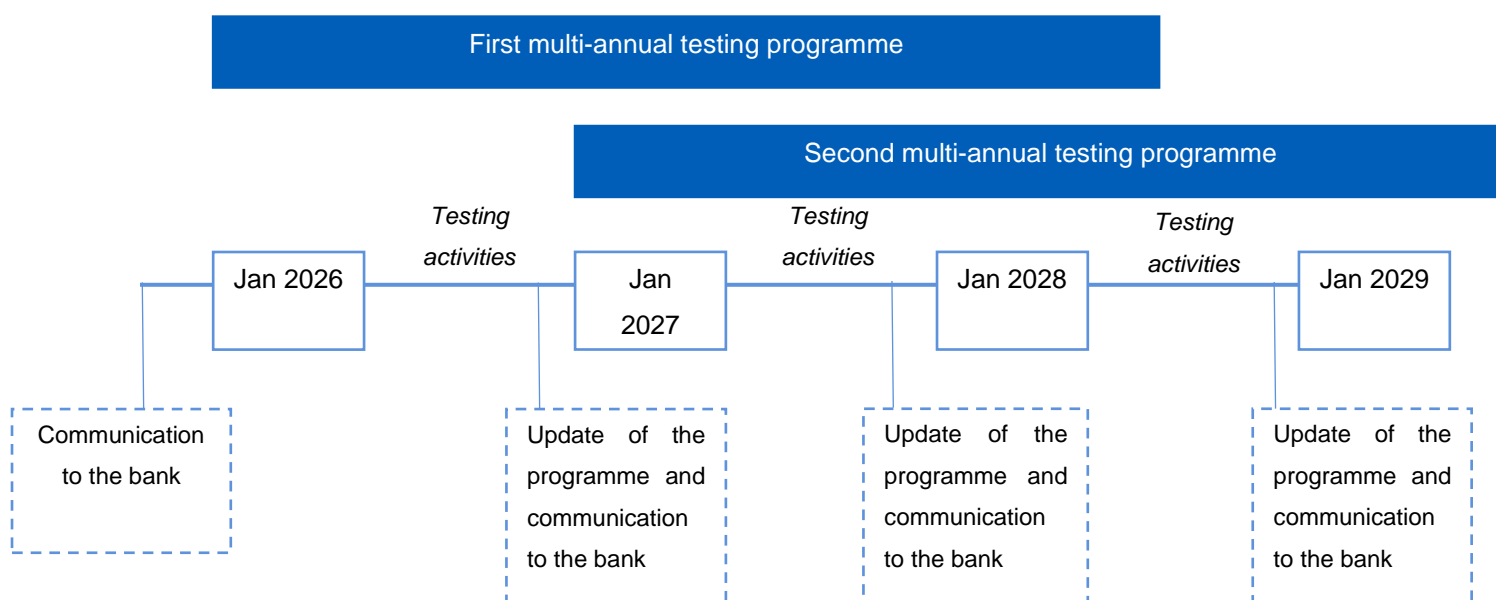 First multi-annual testing programme
Second multi-annual testing programme
Testing
activities
Testing
activities
Testing
activities
Jan 2026
Jan
2027
Jan 2028
Jan 2029
Communication
to the bank
Update of the
programme and
communication
to the bank
Update of the
programme and
communication
to the bank
Update of the
programme and
communication
to the bank